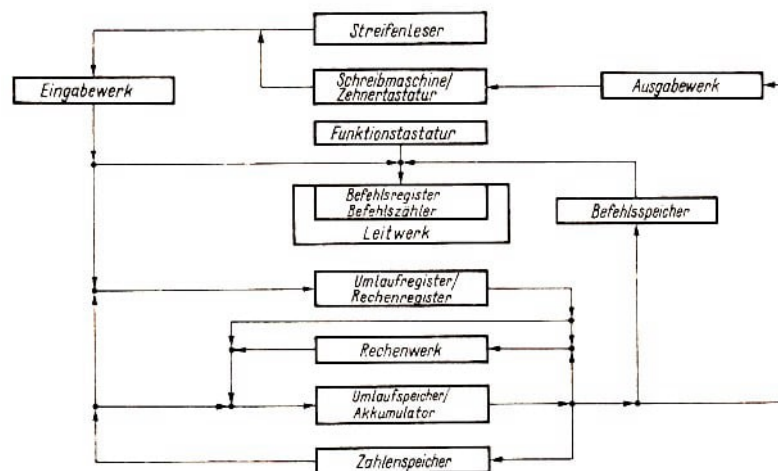 Streifenleser
Schreibmaschine/
Zehnertastatur
Ausgabewerk
Eingabewerk
Funktionstastatur
Befehlsregister
Befehlszähler
Leitwerk
Befehlsspeicher
Umlaufregister/
Rechenregister
Rechenwerk
Umlaufspeicher/
Akkumulator
Zahlenspeicher